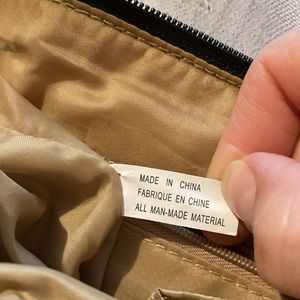 MADE IN CHINA
FABRIQUE EN CHINE
ALL MAN-MADE MATERIAL